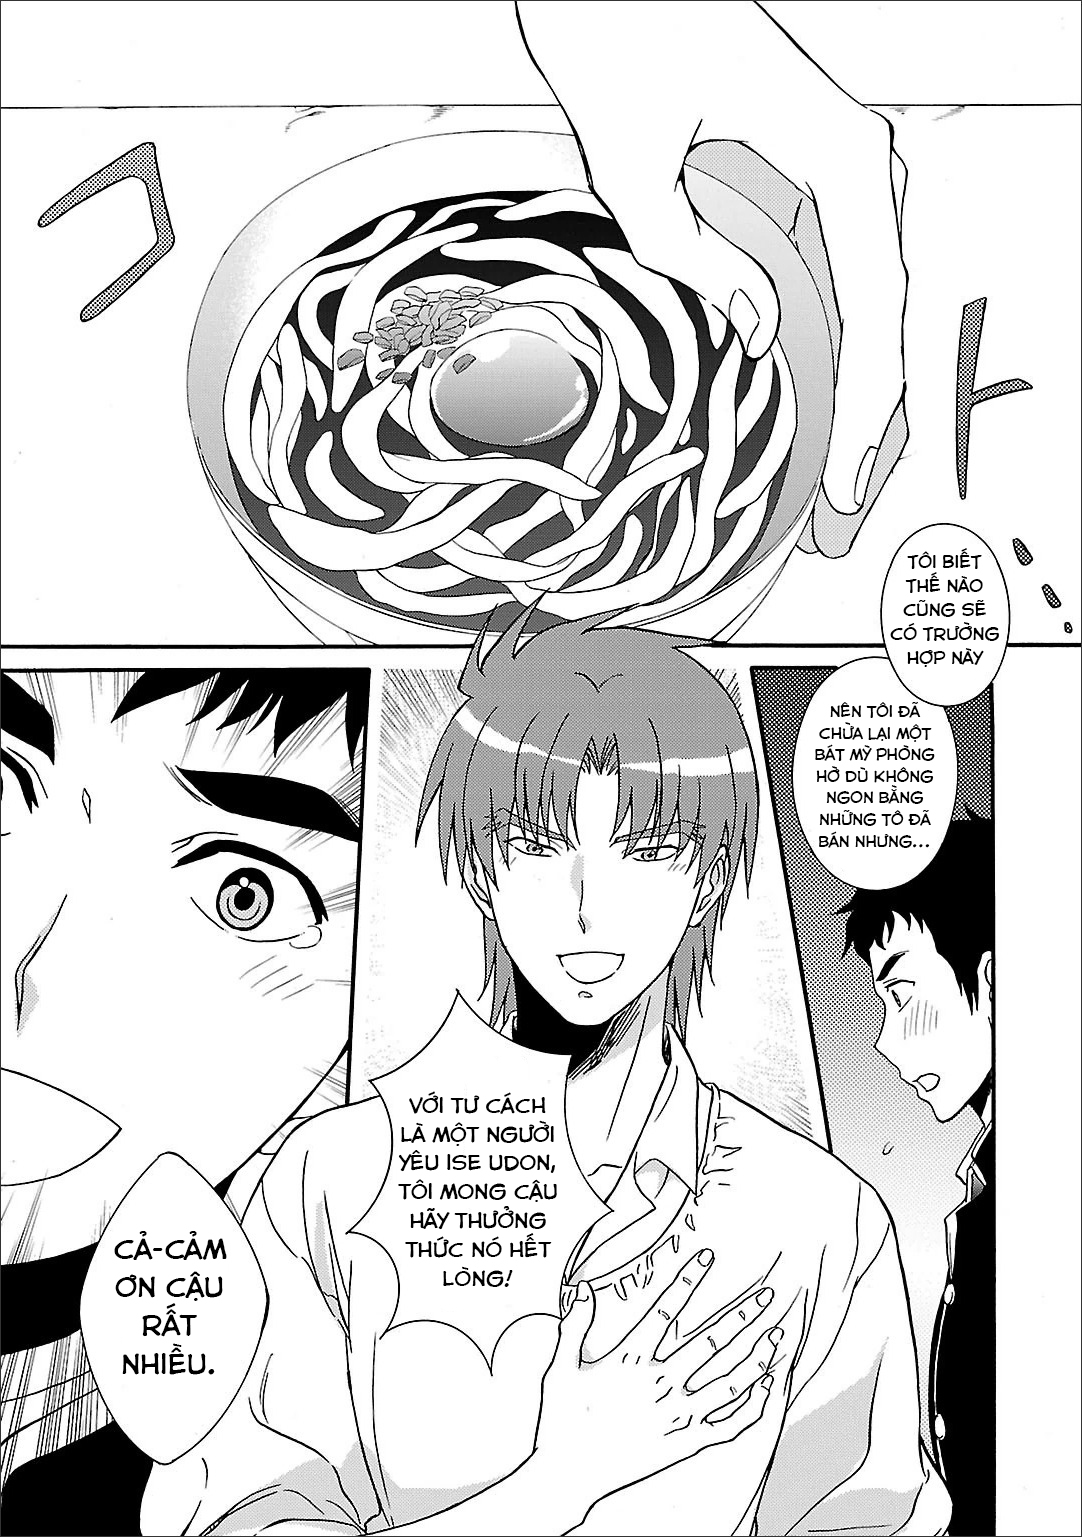 コ
ト
TÔI BIẾT
THẾ NÀO
CŨNG SẼ
CÓ TRƯỜNG
HỢP NÀY
NÊN TÔI ĐÃ
CHỪA LẠI MỘT
BÁT MỲ PHÒNG
HỜ DÙ KHÔNG
NGON BẰNG
NHỮNG TÔ ĐÃ
BÁN NHƯNG...
VỚI TƯ CÁCH
LÀ MỘT NGƯỜI
YÊU ISE UDON,
TÔI MONG CẬU
HÃY THƯỞNG
THỨC NÓ HẾT
LÒNG!
CẢ-CẢM
ƠN CẬU
RẤT
NHIỀU.